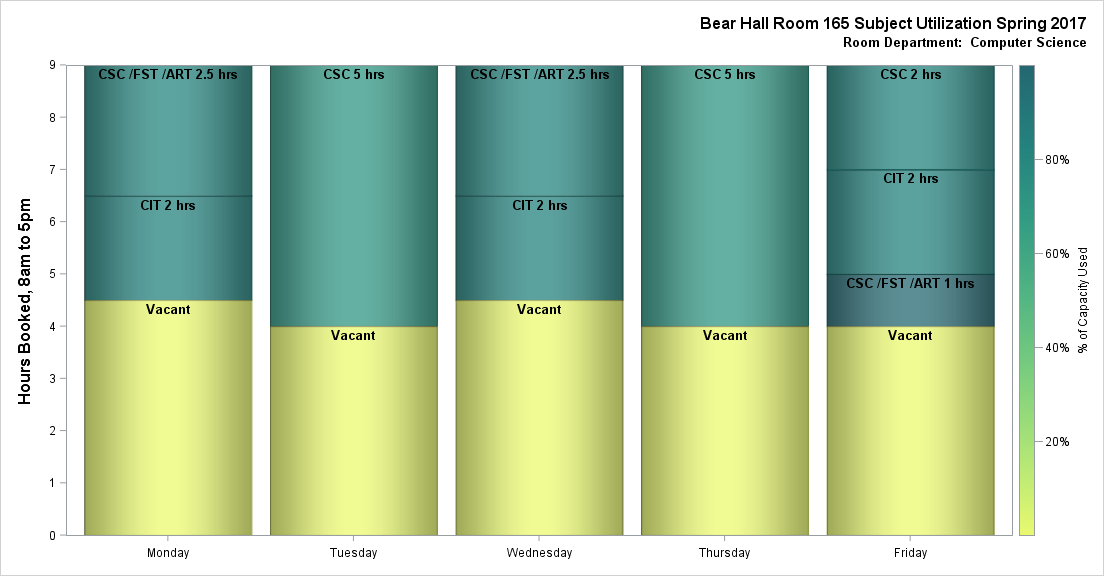 Bear Hall Room 165 Subject Utilization Spring 2017
Room Department:  Computer Science
Hours Booked, 8am to 5pm
9
8
7
6
5
4
3
2
1
0
CSC /FST /ART 2.5 hrs
CIT 2 hrs
Vacant
CSC 5 hrs
Vacant
CSC /FST /ART 2.5 hrs
CIT 2 hrs
Vacant
CSC 5 hrs
Vacant
CSC 2 hrs
CIT 2 hrs
CSC /FST /ART 1 hrs
Vacant
Monday
Tuesday
Wednesday
Thursday
Friday
80%
60%
40%
20%
% of Capacity Used